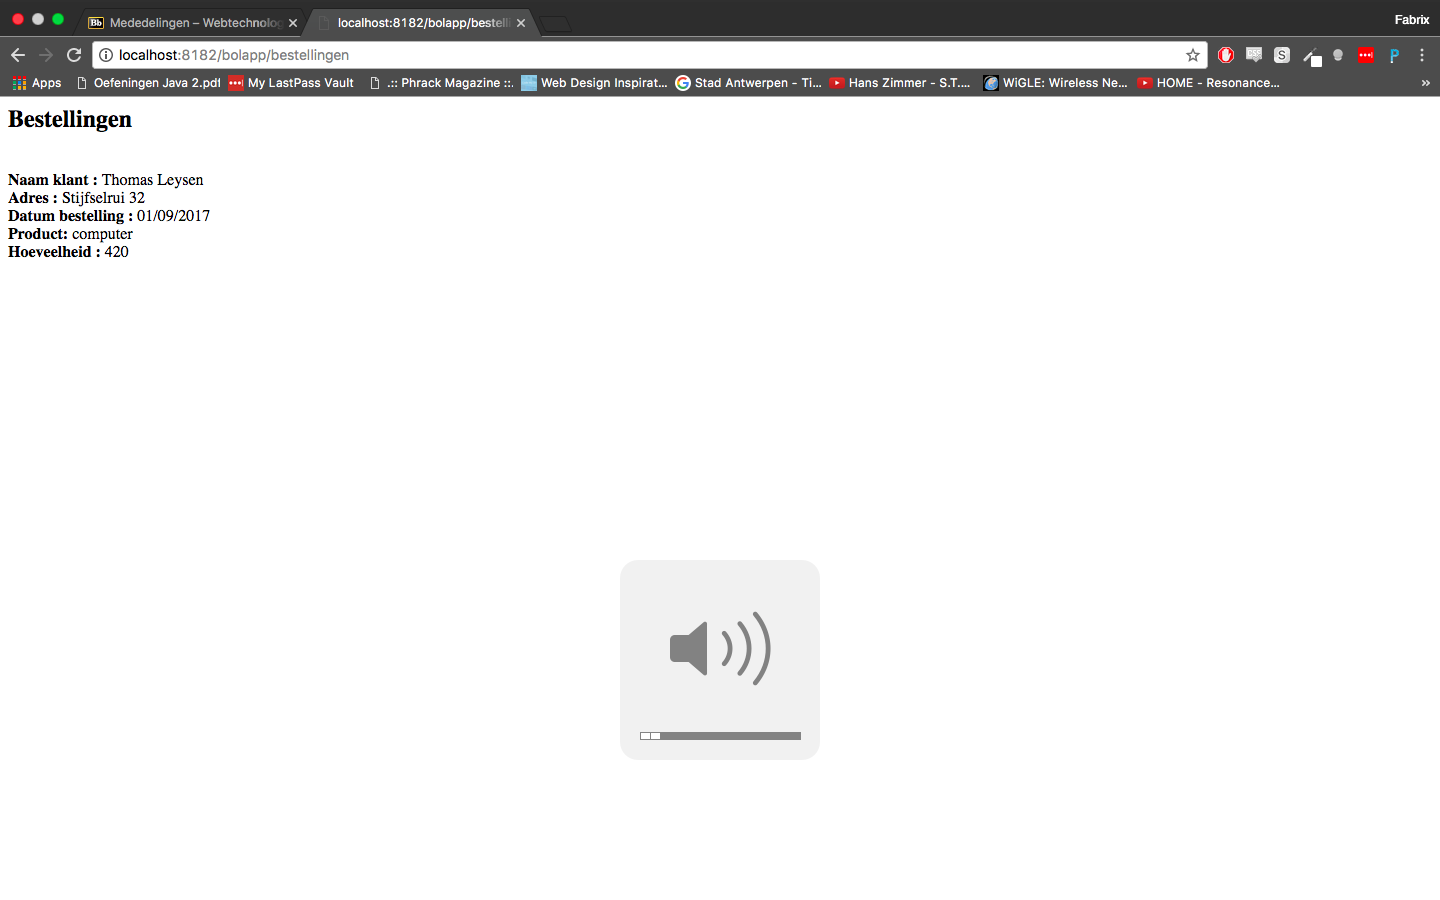 Bb Mededelingen – Webtechnolog
localhost:8182/bolapp/bestell
Fabrix
localhost:8182/bolapp/bestellingen
Apps
Oefeningen Java 2.pdf
My LastPass Vault
.:: Phrack Magazine ::.
Web Design Inspirat...
Stad Antwerpen - Ti...
Hans Zimmer - S.T....
WiGLE: Wireless Ne...
HOME - Resonance...
Bestellingen
Naam klant : Thomas Leysen
Adres : Stijfselrui 32
Datum bestelling : 01/09/2017
Product: computer
Hoeveelheid : 420